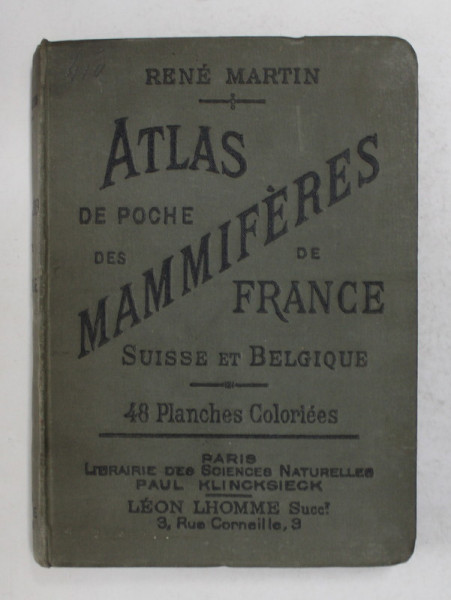 RENÉ MARTIN
ATLAS
DE POCHE
DES
MAMMIFÈRES
DE
FRANCE
SUISSE ET BELGIQUE
48 Planches Coloriées
PARIS
LIBRAIRIE DES SCIENCES NATURELLES
PAUL KLINCKSIECK
LÉON LHOMME Succr.
3, Rue Corneille, 3